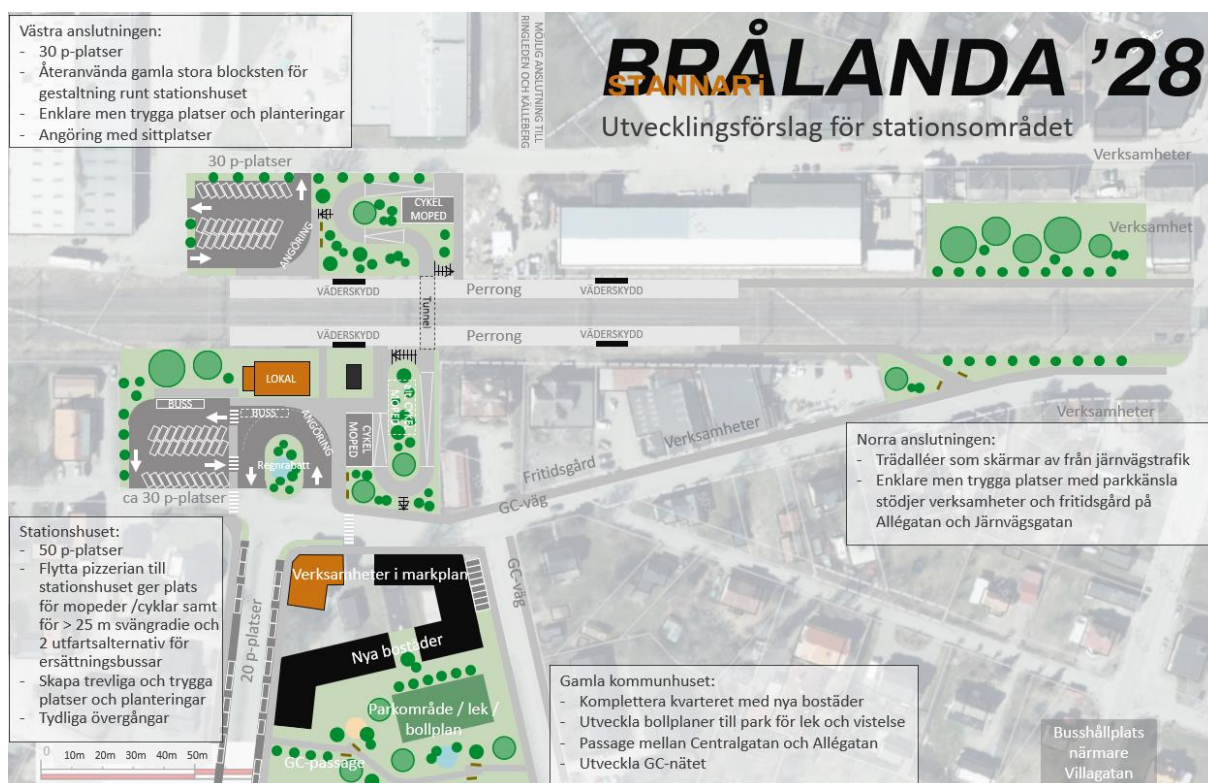 Västra anslutningen:
- 30 p-platser
- Återanvända gamla stora blocksten för
gestaltning runt stationshuset
- Enklare men trygga platser och planteringar
- Angöring med sittplatser
MÖJLIG ANSLUTNING TILL
RINGLEDEN OCH KÄLLEBERG
BRÅLANDA ’28
STANNAR i
Utvecklingsförslag för stationsområdet
30 p-platser
Verksamheter
CYKEL
MOPED
ANGÖRING
Verksamhet
VÄDERSKYDD
Perrong
VÄDERSKYDD
Tunnel
VÄDERSKYDD
Perrong
VÄDERSKYDD
LOKAL
BUSS
BUSS
ANGÖRING
CYKEL
MOPED
CYKEL
MOPED
Regnrabatt
ca 30 p-platser
Verksamheter
Verksamheter
Fritidsgård
GC-väg
Norra anslutningen:
- Trädalléer som skärmar av från järnvägstrafik
- Enklare men trygga platser med parkkänsla
stödjer verksamheter och fritidsgård på
Allégatan och Järnvägsgatan
Stationshuset:
- 50 p-platser
- Flytta pizzerian till
stationshuset ger plats
för mopeder /cyklar samt
för > 25 m svängradie och
2 utfartsalternativ för
ersättningsbussar
- Skapa trevliga och trygga
platser och planteringar
- Tydliga övergångar
20 p-platser
Verksamheter i markplan
GC-väg
Nya bostäder
Parkområde / lek /
bollplan
GC-passage
Gamla kommunhuset:
- Komplettera kvarteret med nya bostäder
- Utveckla bollplaner till park för lek och vistelse
- Passage mellan Centralgatan och Allégatan
- Utveckla GC-nätet
Busshållplats
närmare
Villagatan
0 10m 20m 30m 40m 50m